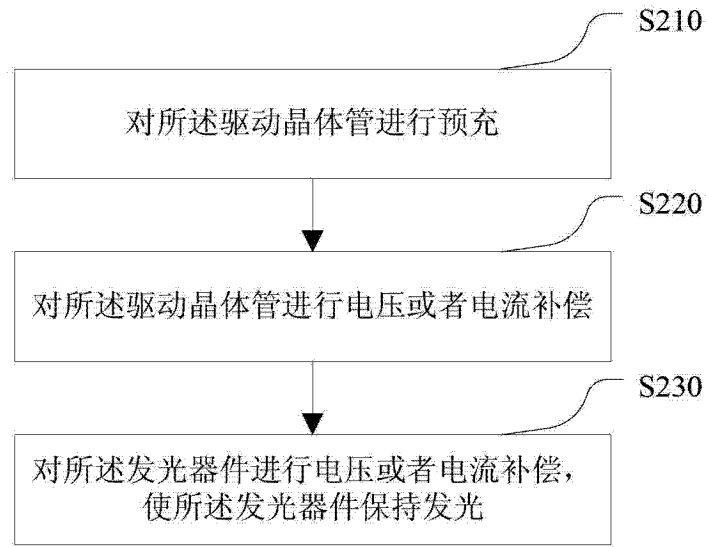 S210
对所述驱动晶体管进行预充
S220
对所述驱动晶体管进行电压或者电流补偿
S230
对所述发光器件进行电压或者电流补偿，
使所述发光器件保持发光